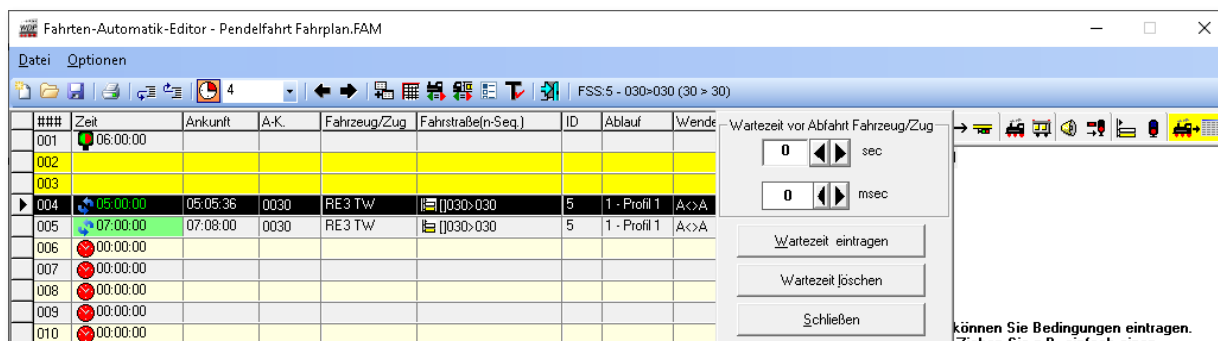 WDP Fahrten-Automatik-Editor - Pendelfahrt Fahrplan.FAM
Datei Optionen
4 FSS:5 - 030>030 (30 > 30)
### Zeit Ankunft A-K. Fahrzeug/Zug Fahrstraße(n-Seq.) ID Ablauf Wende
001 06:00:00
002
003
004 05:00:00 05:05:36 0030 RE3 TW []030>030 5 1 - Profil 1 A<>A
005 07:00:00 07:08:00 0030 RE3 TW []030>030 5 1 - Profil 1 A<>A
006 00:00:00
007 00:00:00
008 00:00:00
009 00:00:00
010 00:00:00
Wartezeit vor Abfahrt Fahrzeug/Zug
0 sec
0 msec
Wartezeit eintragen
Wartezeit löschen
Schließen
können Sie Bedingungen eintragen.